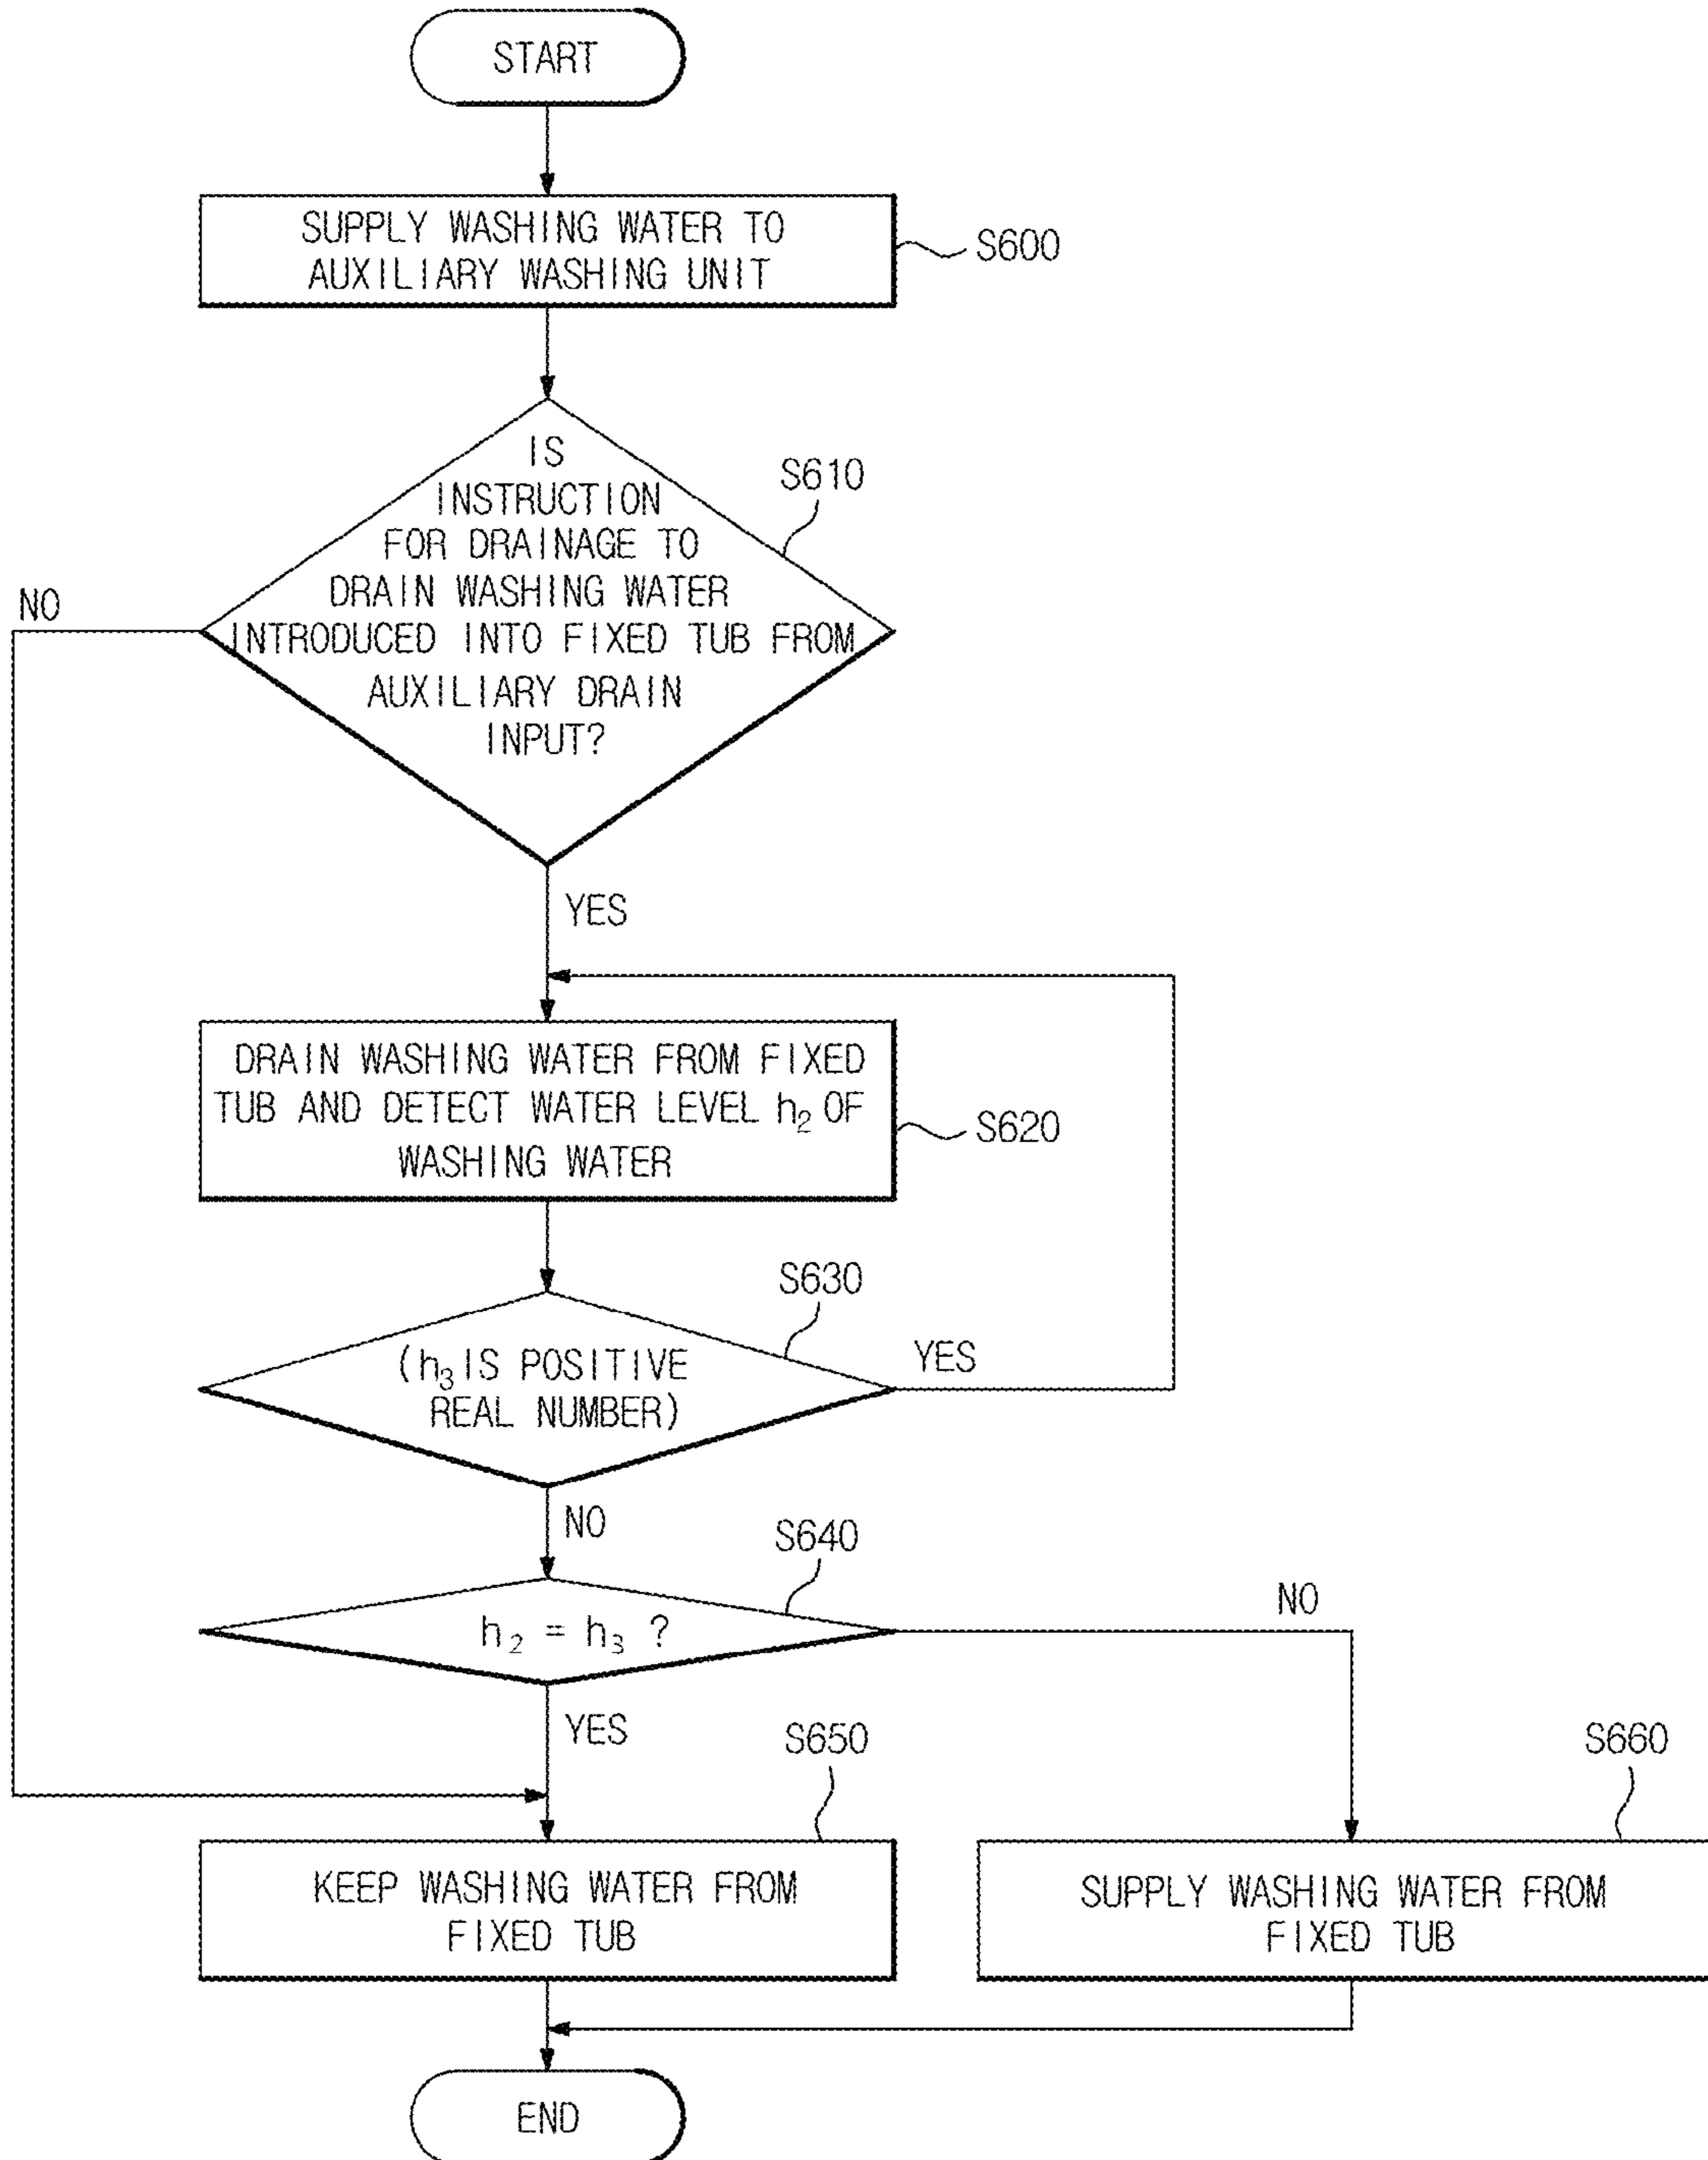 START
SUPPLY WASHING WATER TO
AUXILIARY WASHING UNIT
S600
IS
INSTRUCTION
FOR DRAINAGE TO
DRAIN WASHING WATER
INTRODUCED INTO FIXED TUB FROM
AUXILIARY DRAIN
INPUT?
S610
NO
YES
DRAIN WASHING WATER FROM FIXED
TUB AND DETECT WATER LEVEL h₂ OF
WASHING WATER
S620
S630
(h₃ IS POSITIVE
REAL NUMBER)
YES
NO
S640
h₂ = h₃ ?
NO
YES
S650
S660
KEEP WASHING WATER FROM
FIXED TUB
SUPPLY WASHING WATER FROM
FIXED TUB
END